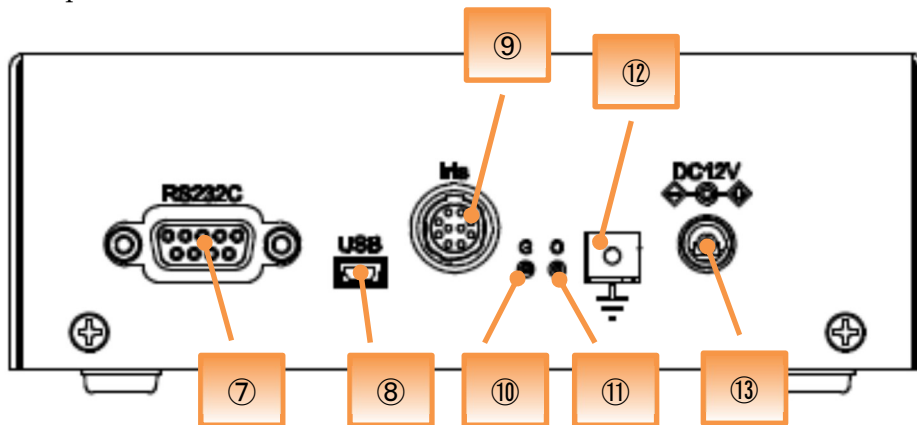 ⑨
⑫
Iris
DC12V
RS232C
USB
G O
⑦
⑧
⑩
⑪
⑬